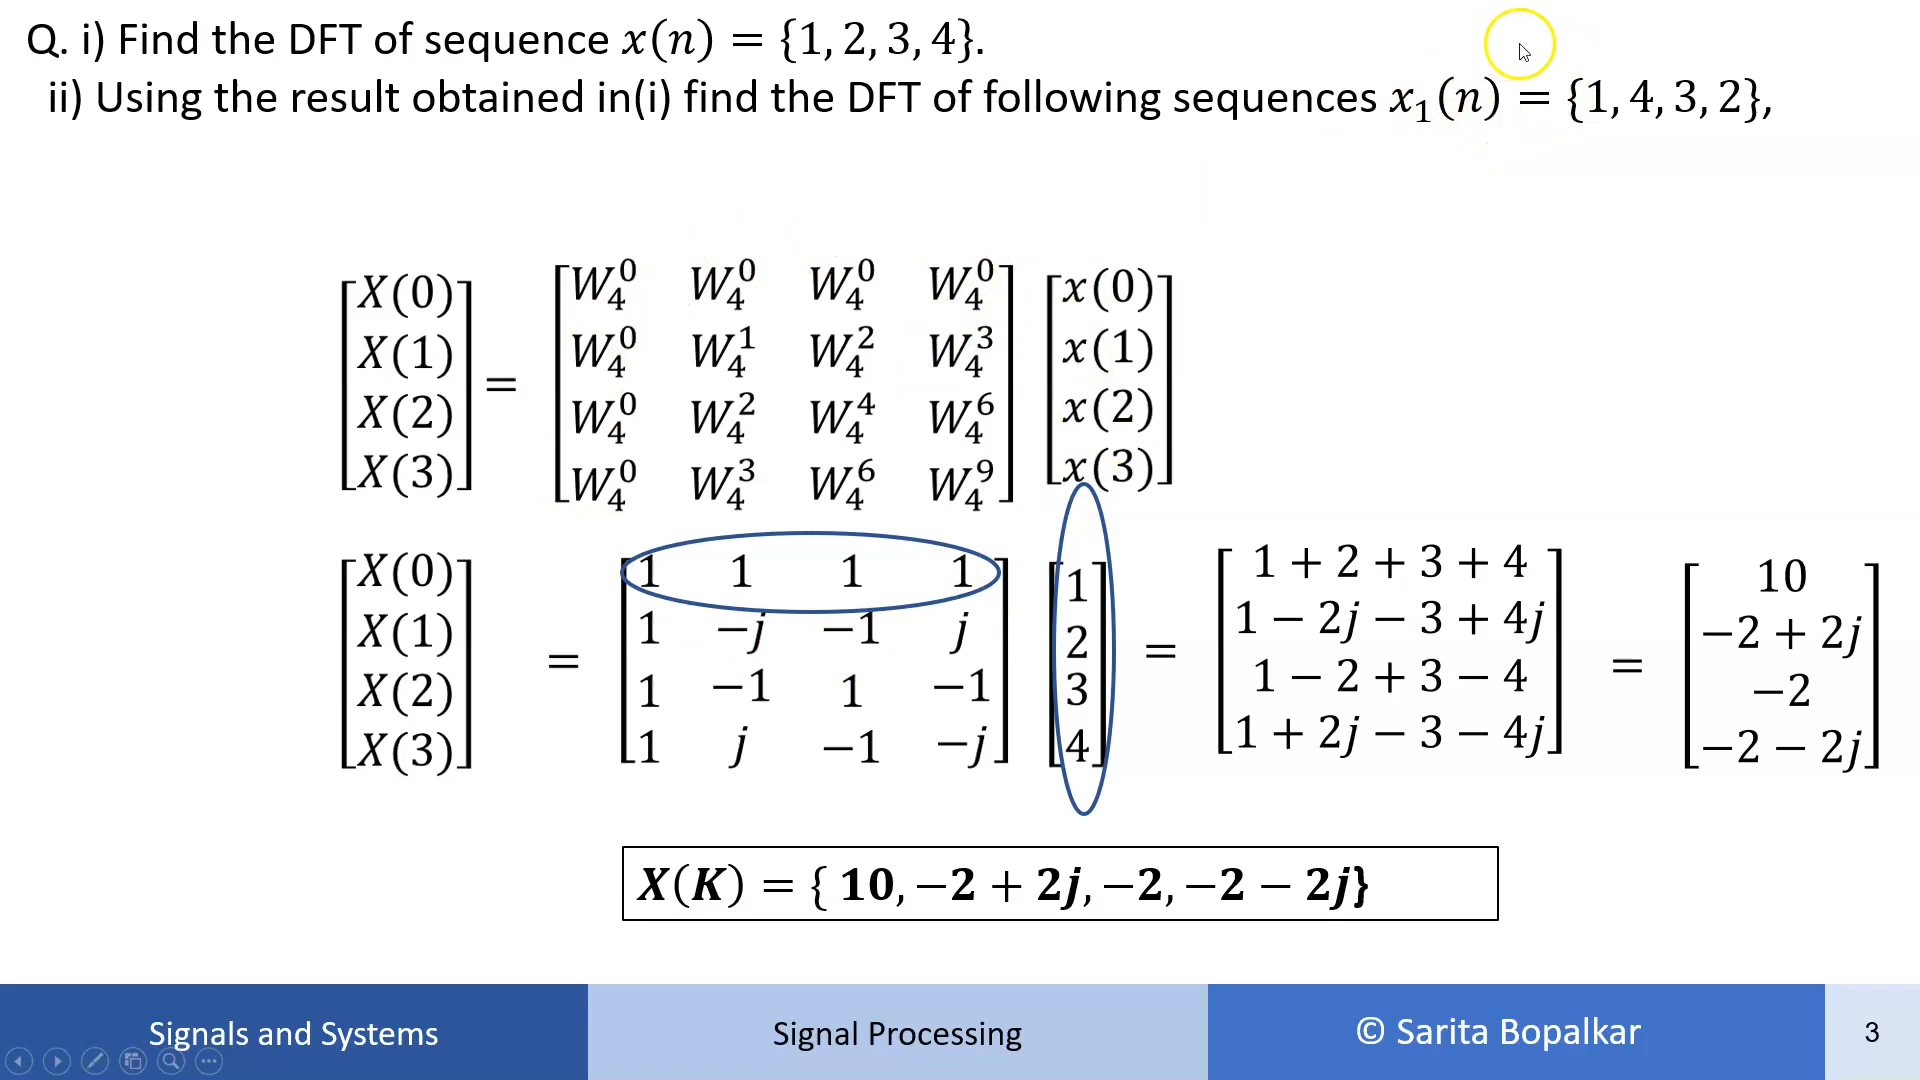 Q. i) Find the DFT of sequence x(n) = {1, 2, 3, 4}.
ii) Using the result obtained in(i) find the DFT of following sequences x₁(n) = {1, 4, 3, 2},
[X(0) X(1) X(2) X(3)] = [W₄⁰ W₄⁰ W₄⁰ W₄⁰ W₄⁰ W₄¹ W₄² W₄³ W₄⁰ W₄² W₄⁴ W₄⁶ W₄⁰ W₄³ W₄⁶ W₄⁹] [x(0) x(1) x(2) x(3)]
[X(0) X(1) X(2) X(3)] = [1 1 1 1 1 −j −1 j 1 −1 1 −1 1 j −1 −j] [1 2 3 4] = [1 + 2 + 3 + 4 1 − 2j − 3 + 4j 1 − 2 + 3 − 4 1 + 2j − 3 − 4j] = [10 −2 + 2j −2 −2 − 2j]
X(K) = { 10, −2 + 2j, −2, −2 − 2j}
Signals and Systems
Signal Processing
© Sarita Bopalkar
3